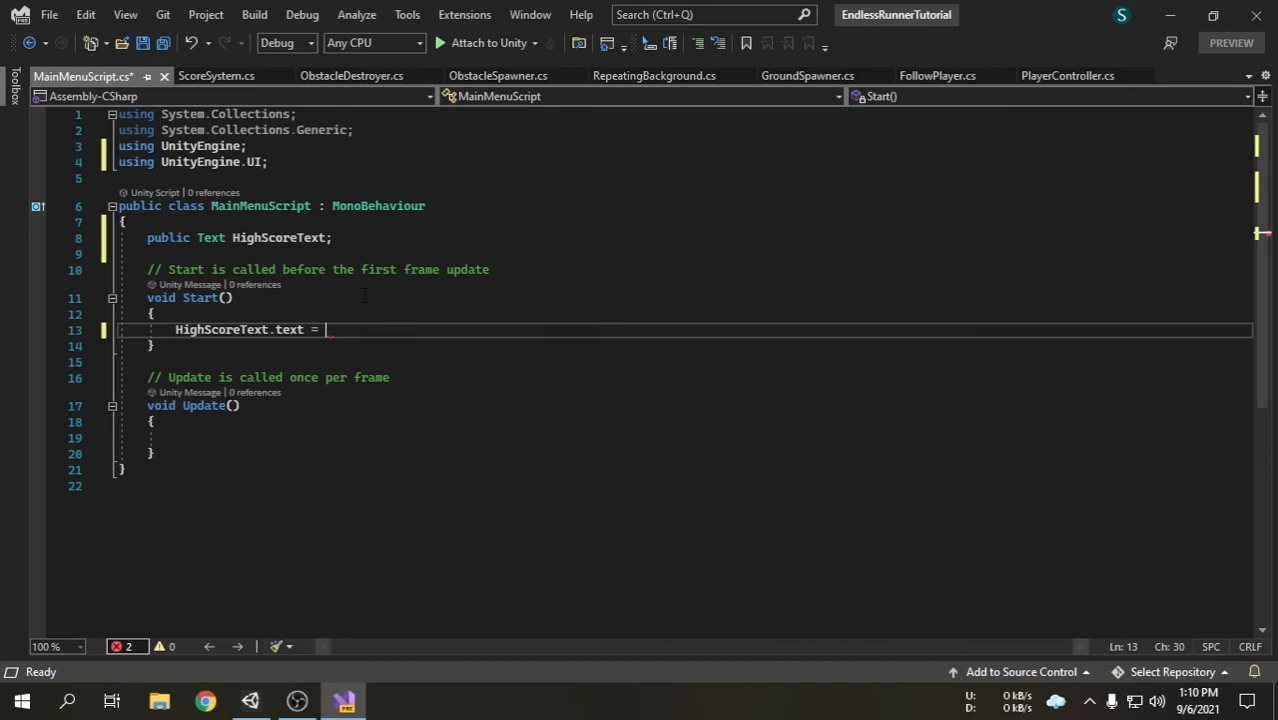 File Edit View Git Project Build Debug Analyze Tools Extensions Window Help Search (Ctrl+Q) EndlessRunnerTutorial S
Debug Any CPU Attach to Unity PREVIEW
Toolbox
MainMenuScript.cs* ScoreSystem.cs ObstacleDestroyer.cs ObstacleSpawner.cs RepeatingBackground.cs GroundSpawner.cs FollowPlayer.cs PlayerController.cs
Assembly-CSharp MainMenuScript Start()
1 using System.Collections;
2 using System.Collections.Generic;
3 using UnityEngine;
4 using UnityEngine.UI;
5
Unity Script | 0 references
6 public class MainMenuScript : MonoBehaviour
7 {
8 public Text HighScoreText;
9
10 // Start is called before the first frame update
Unity Message | 0 references
11 void Start()
12 {
13 HighScoreText.text =
14 }
15
16 // Update is called once per frame
Unity Message | 0 references
17 void Update()
18 {
19
20 }
21 }
22
100 % 2 0 Ln: 13 Ch: 30 SPC CRLF
Ready Add to Source Control Select Repository
PRE U: 0 kB/s 1:10 PM
D: 0 kB/s 9/6/2021